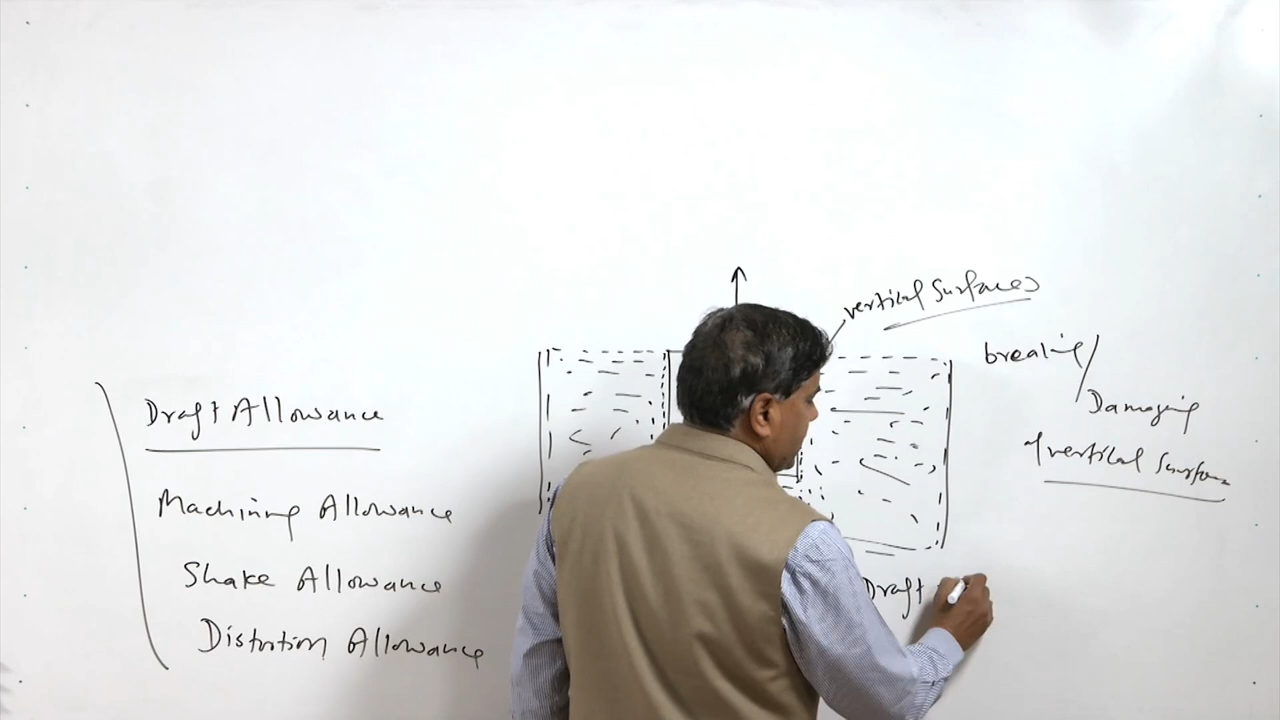 Draft Allowance
Machining Allowance
Shake Allowance
Distortion Allowance
vertical Surfaces
breaking/
Damaging
of vertical Surfaces
Draft